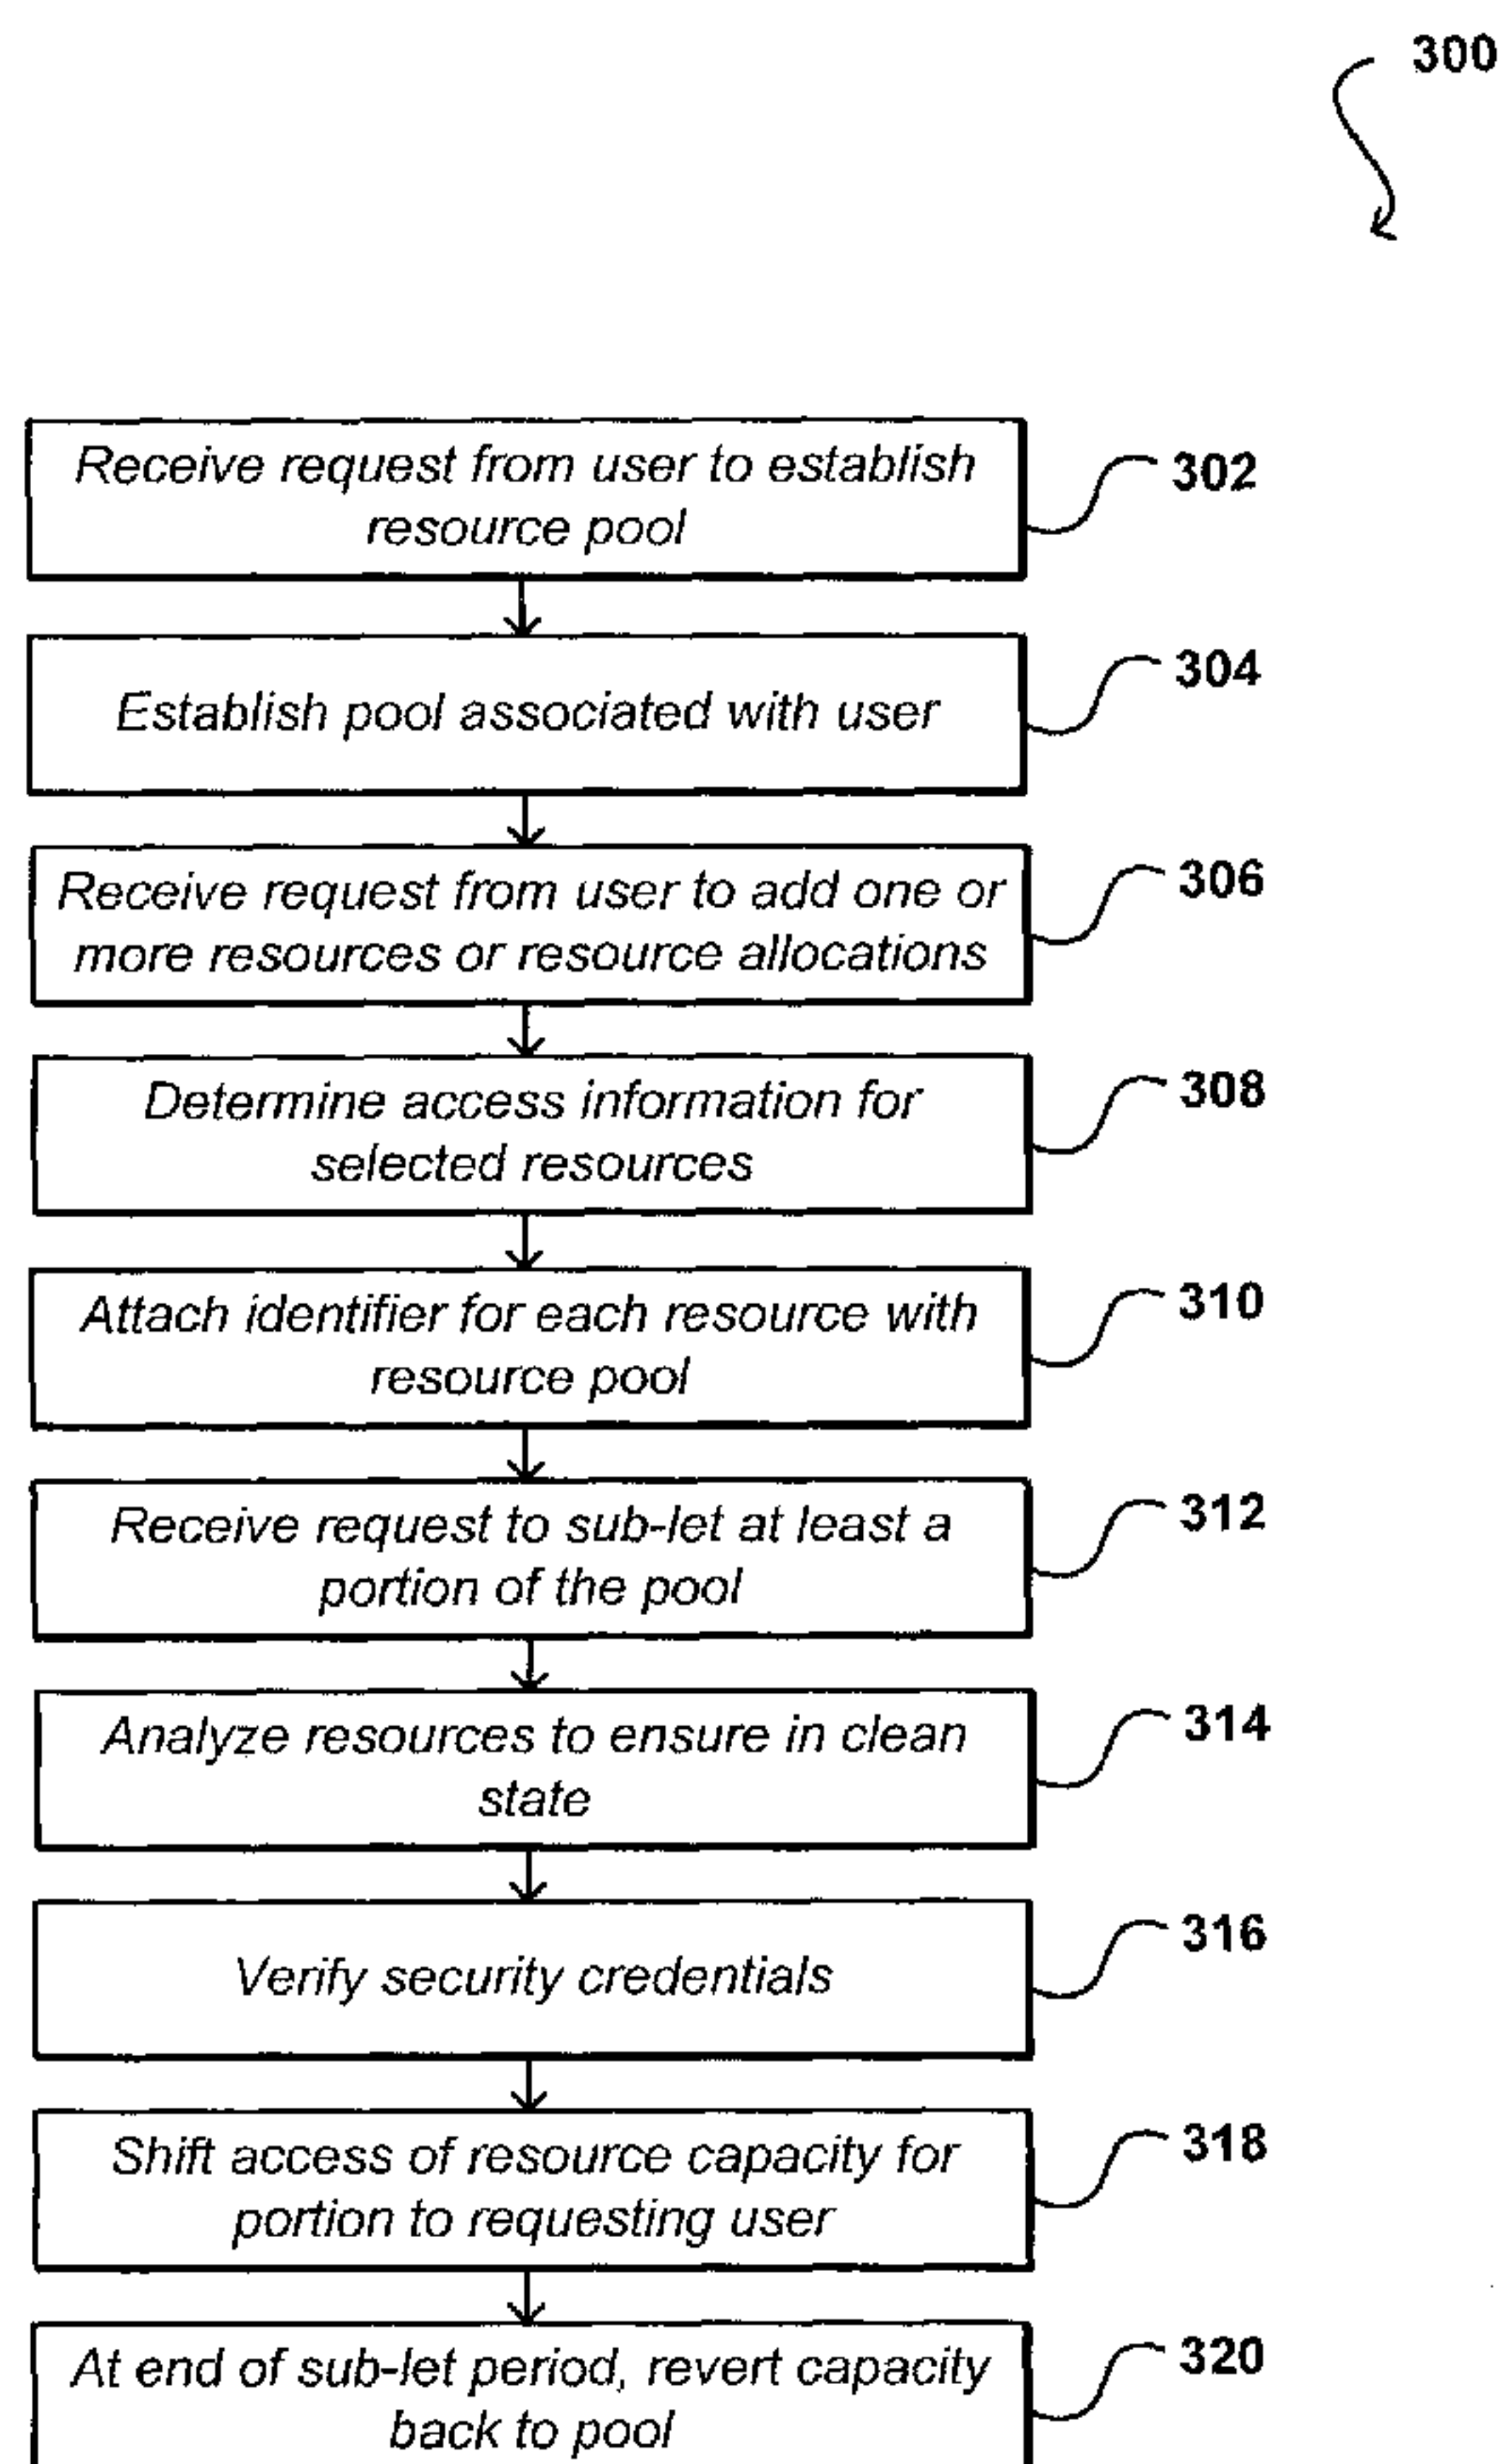 300
Receive request from user to establish
resource pool
302
Establish pool associated with user
304
Receive request from user to add one or
more resources or resource allocations
306
Determine access information for
selected resources
308
Attach identifier for each resource with
resource pool
310
Receive request to sub-let at least a
portion of the pool
312
Analyze resources to ensure in clean
state
314
Verify security credentials
316
Shift access of resource capacity for
portion to requesting user
318
At end of sub-let period, revert capacity
back to pool
320